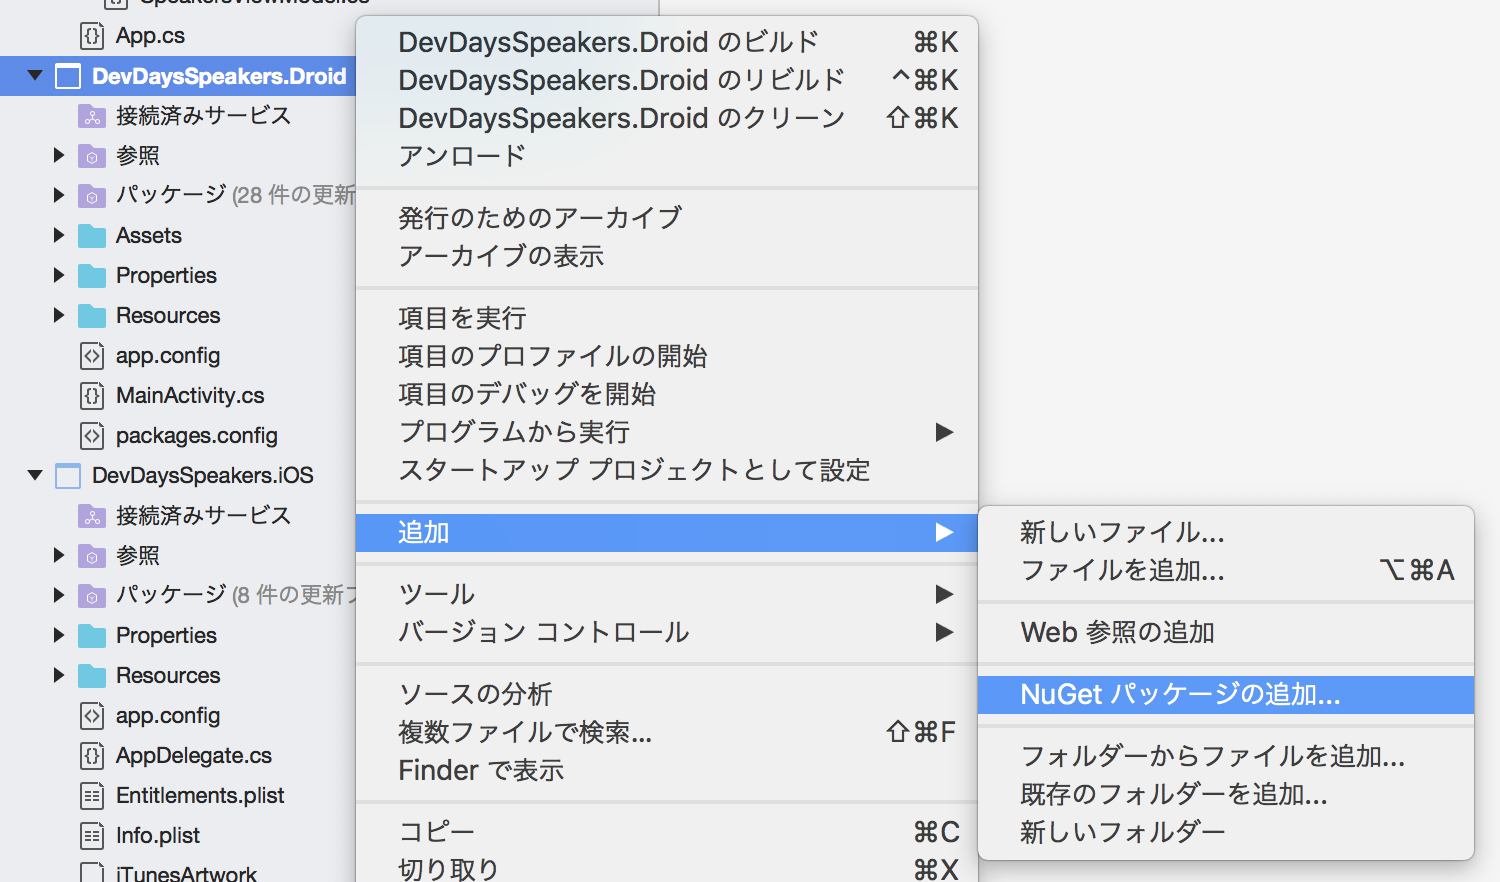 SpeakersViewModel.cs
App.cs
DevDaysSpeakers.Droid
接続済みサービス
参照
パッケージ (28 件の更新
Assets
Properties
Resources
app.config
MainActivity.cs
packages.config
DevDaysSpeakers.iOS
接続済みサービス
参照
パッケージ (8 件の更新
Properties
Resources
app.config
AppDelegate.cs
Entitlements.plist
Info.plist
iTunesArtwork
DevDaysSpeakers.Droid のビルド ⌘K
DevDaysSpeakers.Droid のリビルド ^⌘K
DevDaysSpeakers.Droid のクリーン ⇧⌘K
アンロード
発行のためのアーカイブ
アーカイブの表示
項目を実行
項目のプロファイルの開始
項目のデバッグを開始
プログラムから実行
スタートアップ プロジェクトとして設定
追加
ツール
バージョン コントロール
ソースの分析
複数ファイルで検索... ⇧⌘F
Finder で表示
コピー ⌘C
切り取り ⌘X
新しいファイル...
ファイルを追加... ⌥⌘A
Web 参照の追加
NuGet パッケージの追加...
フォルダーからファイルを追加...
既存のフォルダーを追加...
新しいフォルダー